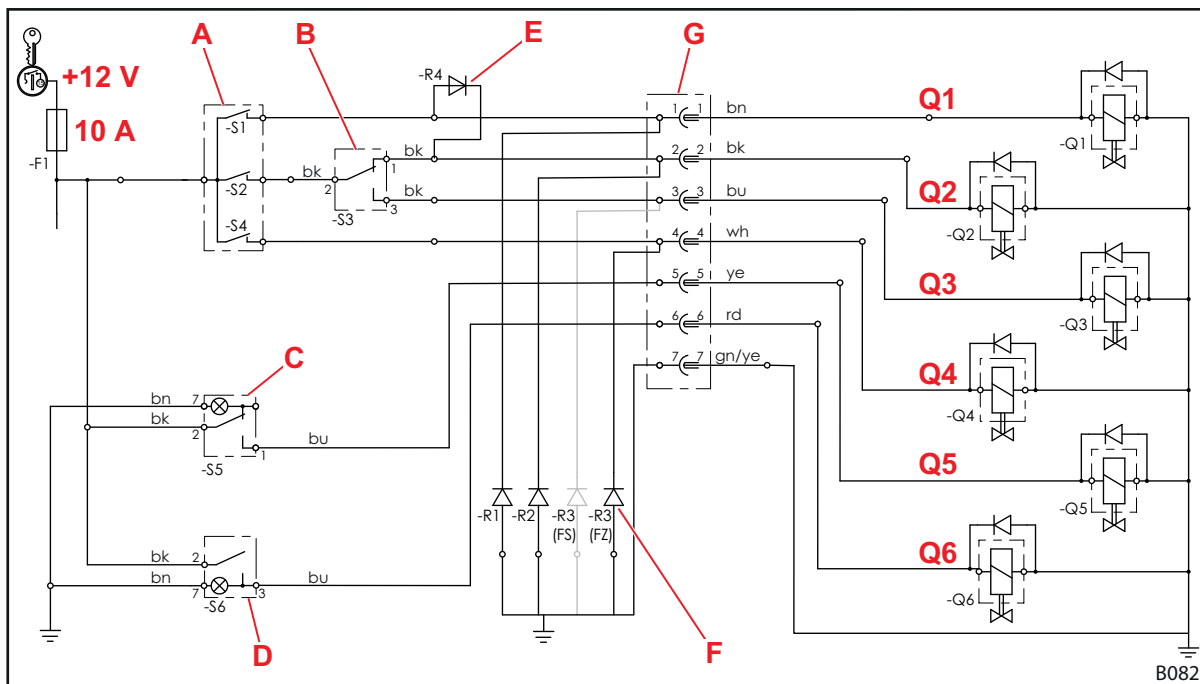 A
B
E
G
+12 V
10 A
-F1
-S1
-S2
-S4
bk
2
-S3
bk
1
bk
3
-R4
1 1 bn
2 2 bk
3 3 bu
4 4 wh
5 5 ye
6 6 rd
7 7 gn/ye
Q1
-Q1
Q2
-Q2
Q3
-Q3
Q4
-Q4
Q5
-Q5
Q6
-Q6
C
bn 7
bk 2
bu
1
-S5
bk 2
bn 7
bu
3
-S6
D
-R1
-R2
-R3
(FS)
-R3
(FZ)
F
B082